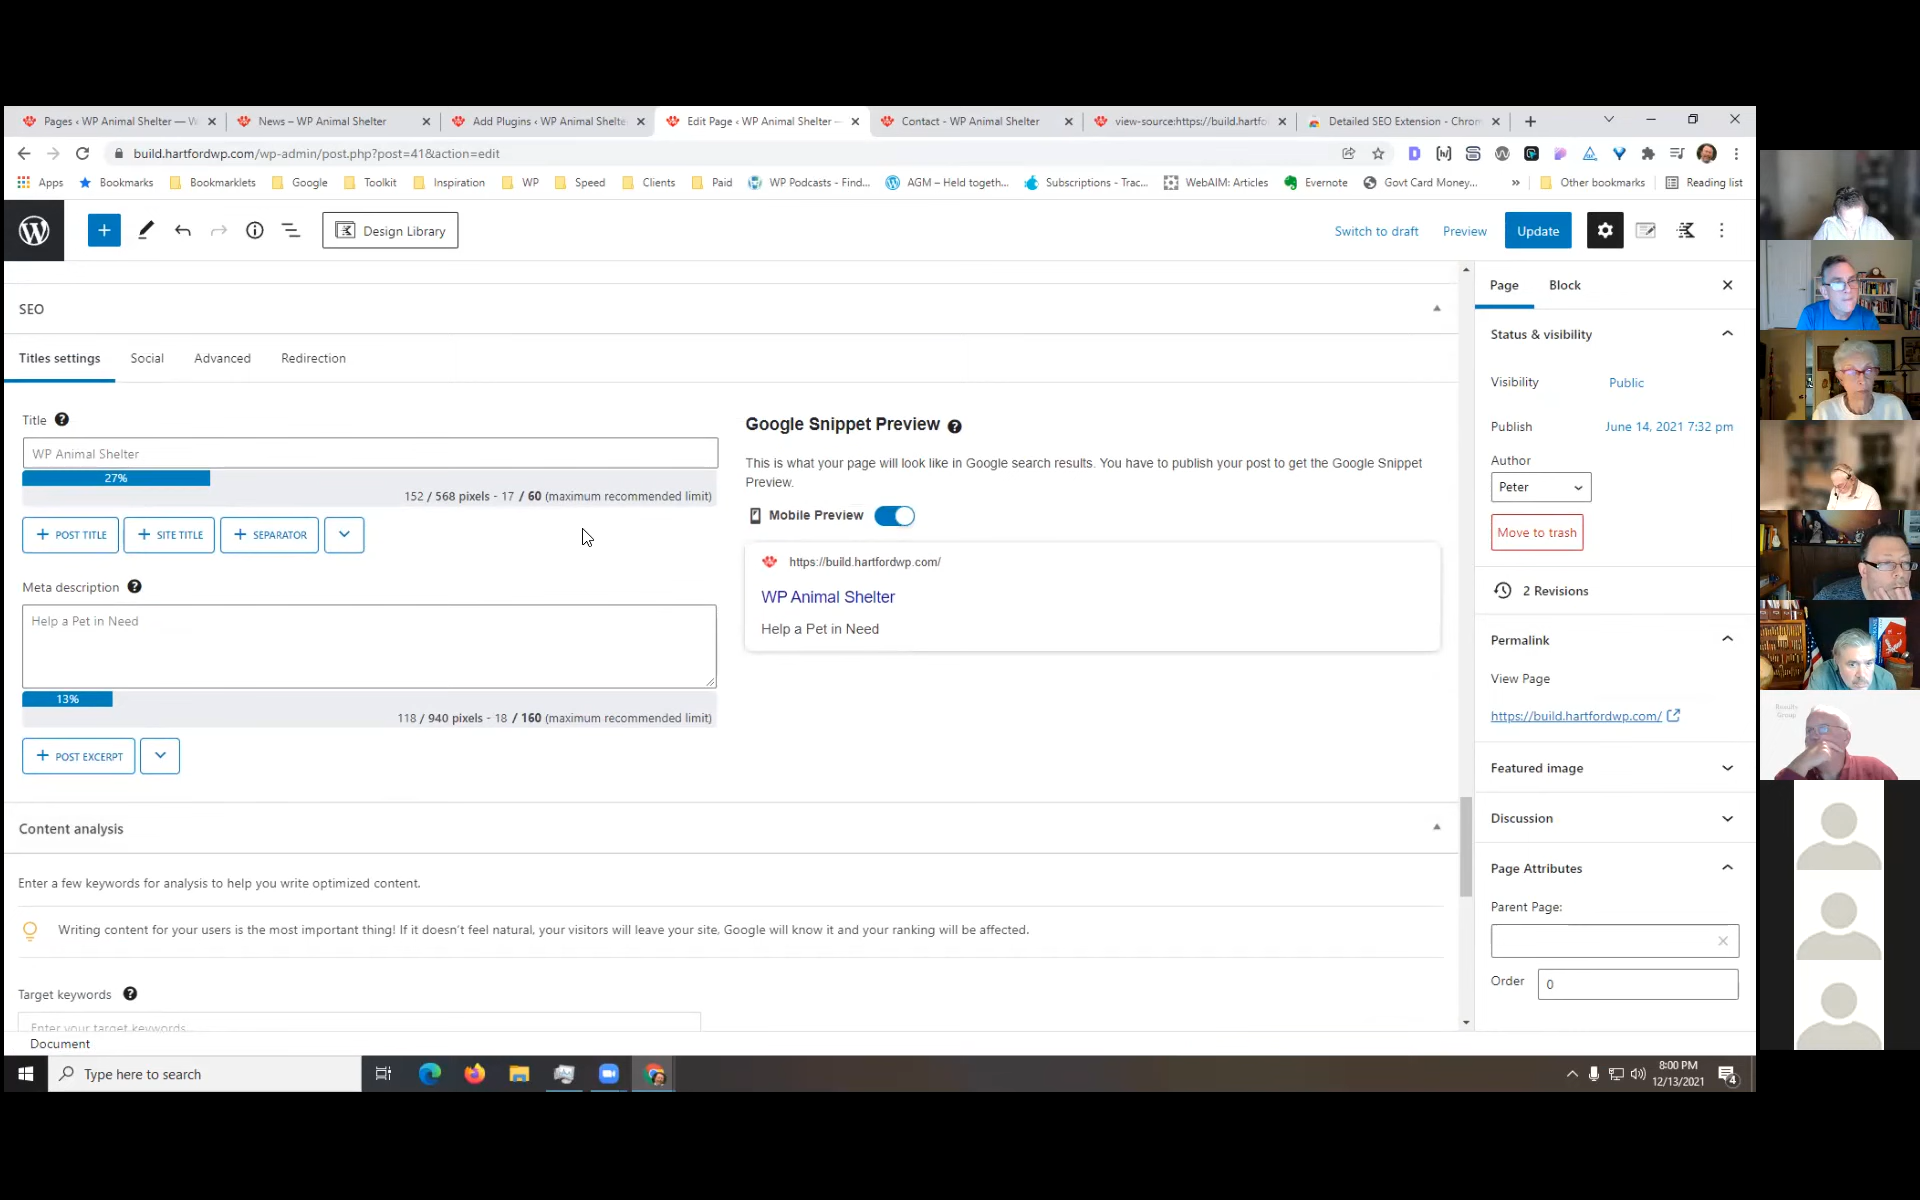 Pages ‹ WP Animal Shelter — W
News – WP Animal Shelter
Add Plugins ‹ WP Animal Shelte
Edit Page ‹ WP Animal Shelter —
Contact - WP Animal Shelter
view-source:https://build.hartfo
Detailed SEO Extension - Chrom
build.hartfordwp.com/wp-admin/post.php?post=41&action=edit
Apps
Bookmarks
Bookmarklets
Google
Toolkit
Inspiration
WP
Speed
Clients
Paid
WP Podcasts - Find...
AGM – Held togeth...
Subscriptions - Trac...
WebAIM: Articles
Evernote
Govt Card Money...
»
Other bookmarks
Reading list
Design Library
Switch to draft
Preview
Update
SEO
Titles settings
Social
Advanced
Redirection
Title
WP Animal Shelter
27%
152 / 568 pixels - 17 / 60 (maximum recommended limit)
+ POST TITLE
+ SITE TITLE
+ SEPARATOR
Meta description
Help a Pet in Need
13%
118 / 940 pixels - 18 / 160 (maximum recommended limit)
+ POST EXCERPT
Google Snippet Preview
This is what your page will look like in Google search results. You have to publish your post to get the Google Snippet
Preview.
Mobile Preview
https://build.hartfordwp.com/
WP Animal Shelter
Help a Pet in Need
Content analysis
Enter a few keywords for analysis to help you write optimized content.
Writing content for your users is the most important thing! If it doesn't feel natural, your visitors will leave your site, Google will know it and your ranking will be affected.
Target keywords
Enter your target keywords
Document
Page
Block
Status & visibility
Visibility
Public
Publish
June 14, 2021 7:32 pm
Author
Peter
Move to trash
2 Revisions
Permalink
View Page
https://build.hartfordwp.com/
Featured image
Discussion
Page Attributes
Parent Page:
Order
0
Type here to search
8:00 PM
12/13/2021
4